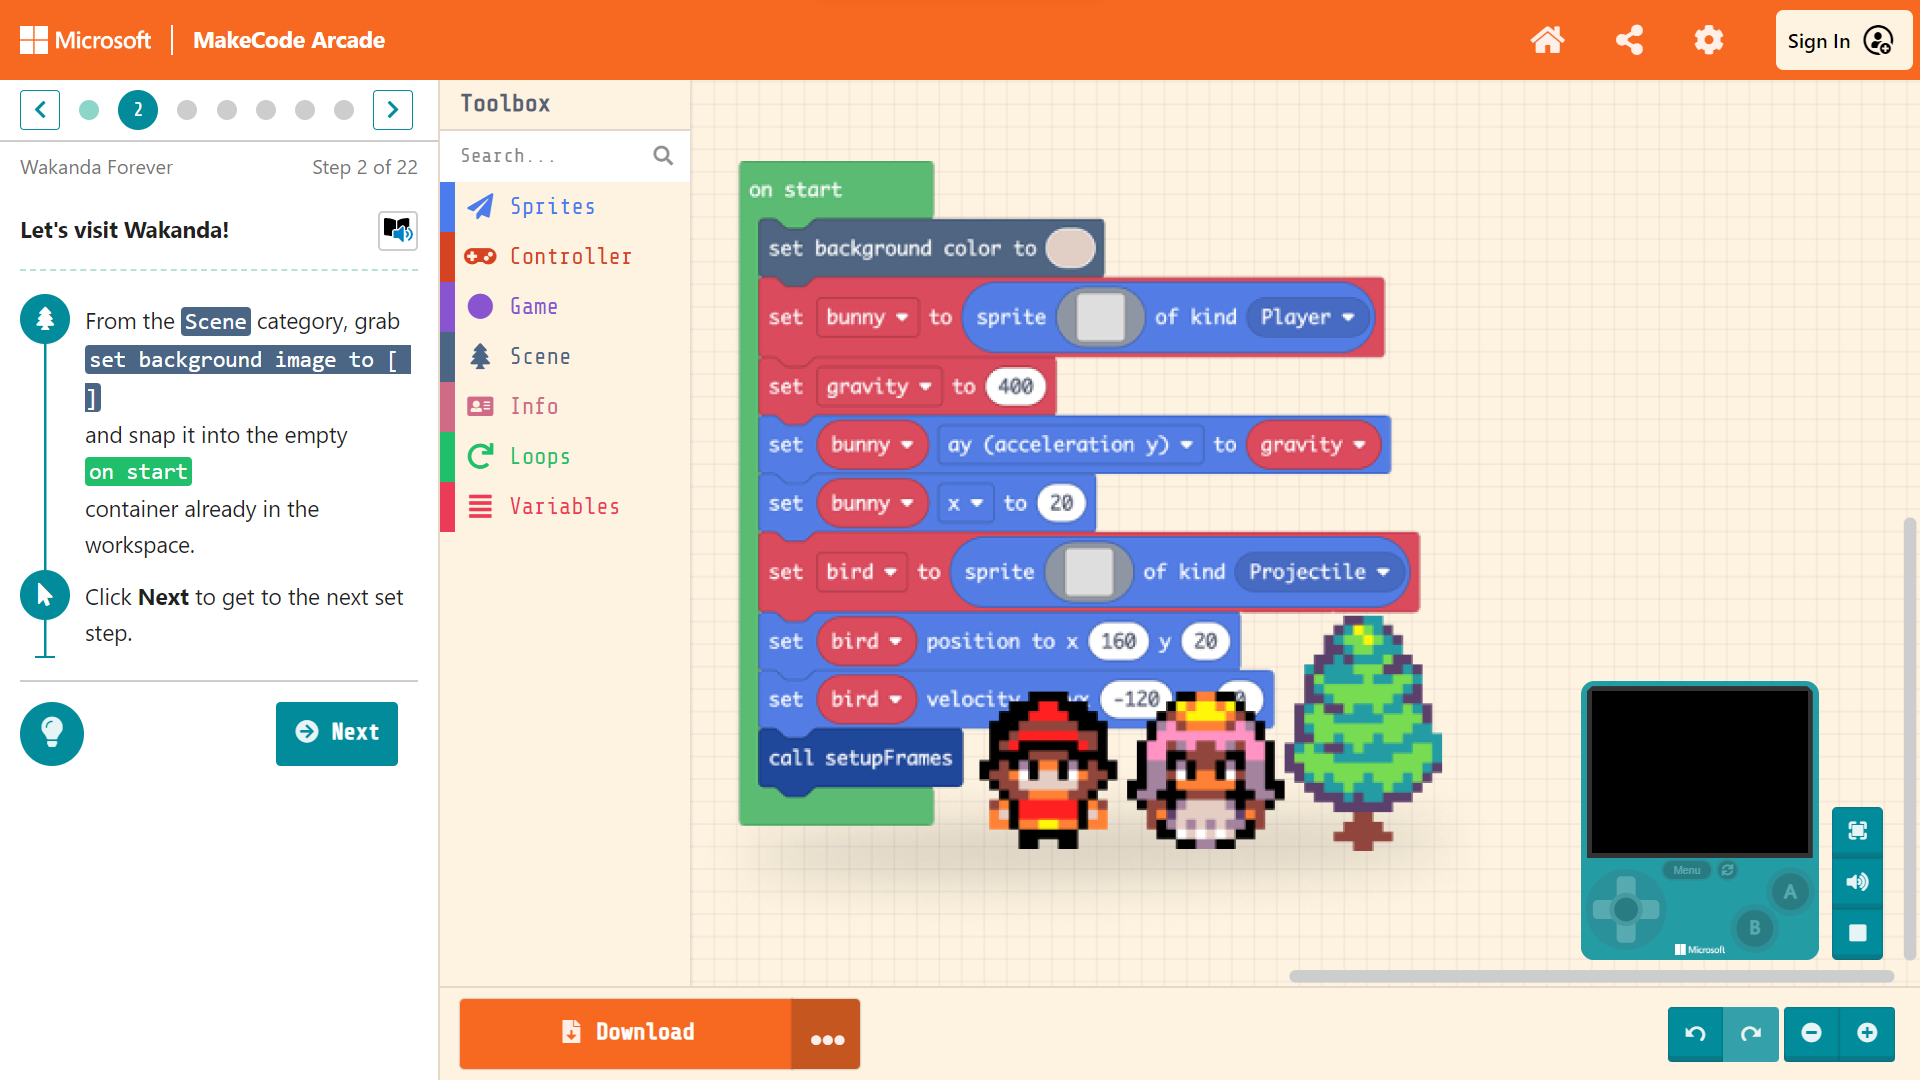 Microsoft | MakeCode Arcade
Sign In
2
Wakanda Forever
Step 2 of 22
Let's visit Wakanda!
From the Scene category, grab
set background image to [
]
and snap it into the empty
on start
container already in the
workspace.
Click Next to get to the next set
step.
Next
Toolbox
Search...
Sprites
Controller
Game
Scene
Info
Loops
Variables
on start
set background color to
set bunny to sprite of kind Player
set gravity to 400
set bunny ay (acceleration y) to gravity
set bunny x to 20
set bird to sprite of kind Projectile
set bird position to x 160 y 20
set bird -120
call setupFrames
Menu
A
B
Microsoft
Download